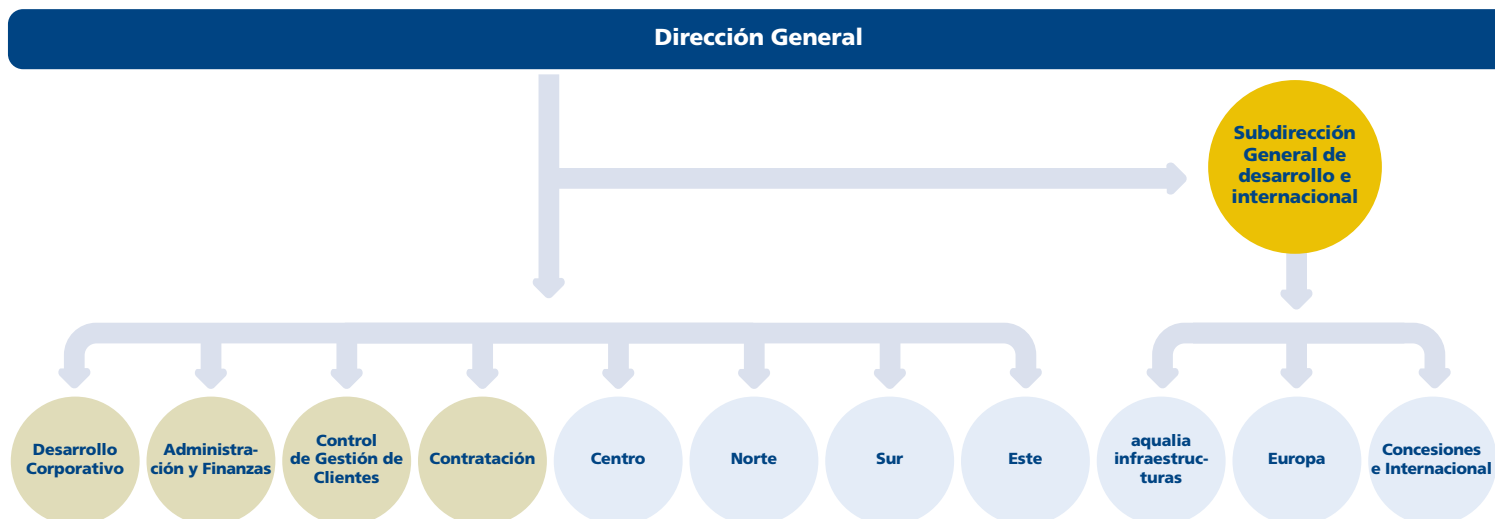 Dirección General
Subdirección
General de
desarrollo e
internacional
Desarrollo
Corporativo
Administra-
ción y Finanzas
Control
de Gestión de
Clientes
Contratación
Centro
Norte
Sur
Este
aqualia
infraestruc-
turas
Europa
Concesiones
e Internacional